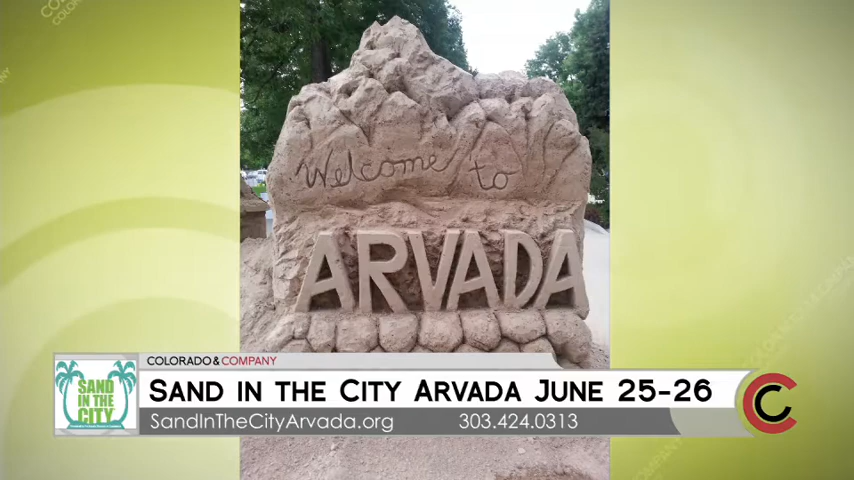 Welcome to
ARVADA
COLORADO&COMPANY
SAND IN THE CITY ARVADA JUNE 25-26
SandInTheCityArvada.org 303.424.0313
SAND
IN THE
CITY
C